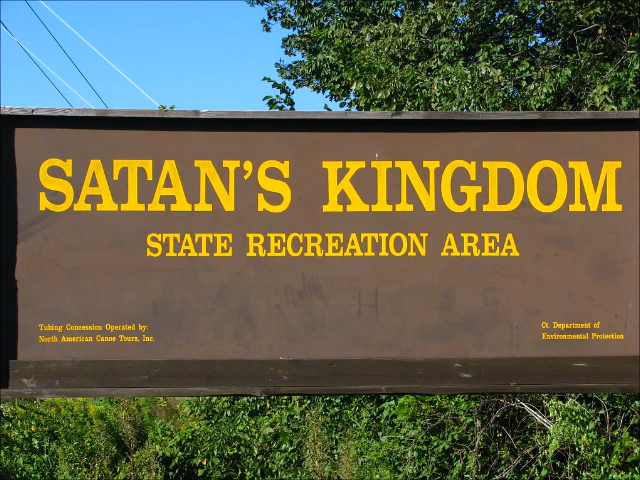 SATAN'S KINGDOM
STATE RECREATION AREA
Tubing Concession Operated by:
North American Canoe Tours, Inc.
Ct. Department of
Environmental Protection